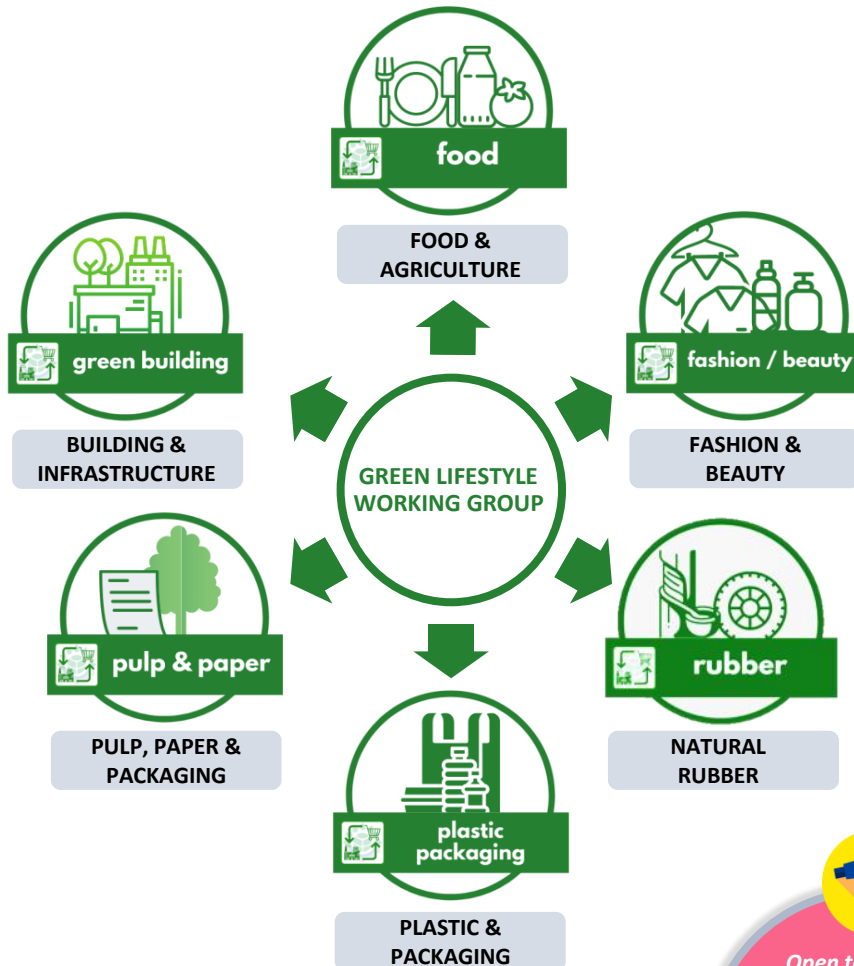 food
FOOD &
AGRICULTURE
green building
BUILDING &
INFRASTRUCTURE
fashion / beauty
FASHION &
BEAUTY
GREEN LIFESTYLE
WORKING GROUP
pulp & paper
PULP, PAPER &
PACKAGING
rubber
NATURAL
RUBBER
plastic
packaging
PLASTIC &
PACKAGING
Open